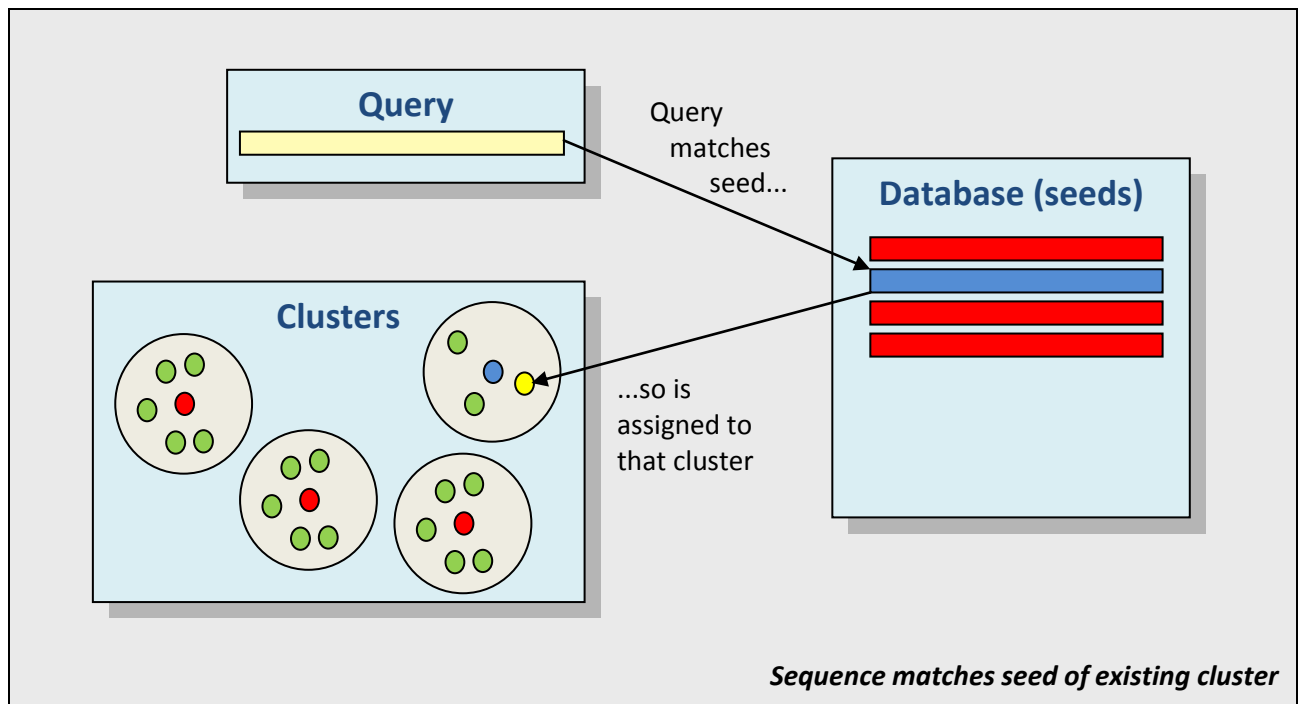 Query
Query
matches
seed...
Database (seeds)
Clusters
...so is
assigned to
that cluster
Sequence matches seed of existing cluster